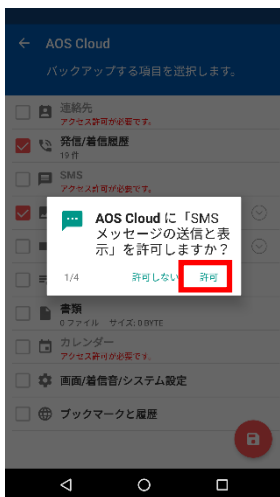 AOS Cloud
バックアップする項目を選択します。
連絡先
アクセス許可が必要です。
発信/着信履歴
19 件
SMS
アクセス許可が必要です。
AOS Cloud に「SMS
メッセージの送信と表
示」を許可しますか？
1/4 許可しない 許可
書類
0 ファイル サイズ: 0 BYTE
カレンダー
アクセス許可が必要です。
画面/着信音/システム設定
ブックマークと履歴